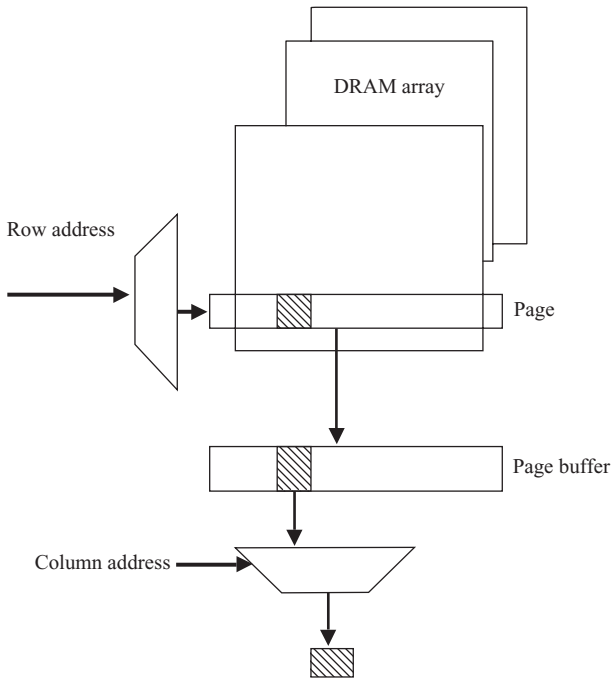 DRAM array
Row address
Page
Page buffer
Column address